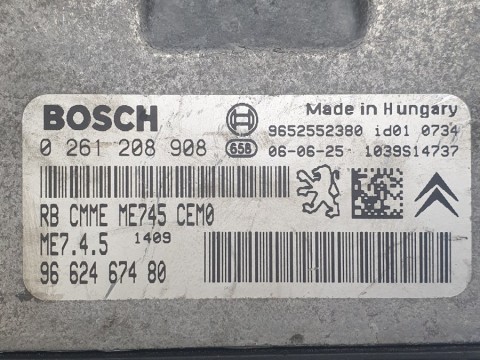 BOSCH
Made in Hungary
9652552380 id01 0734
0 261 208 908
65B
06-06-25 1039S14737
RB CMME ME745 CEM0
ME7.4.5 1409
96 624 674 80